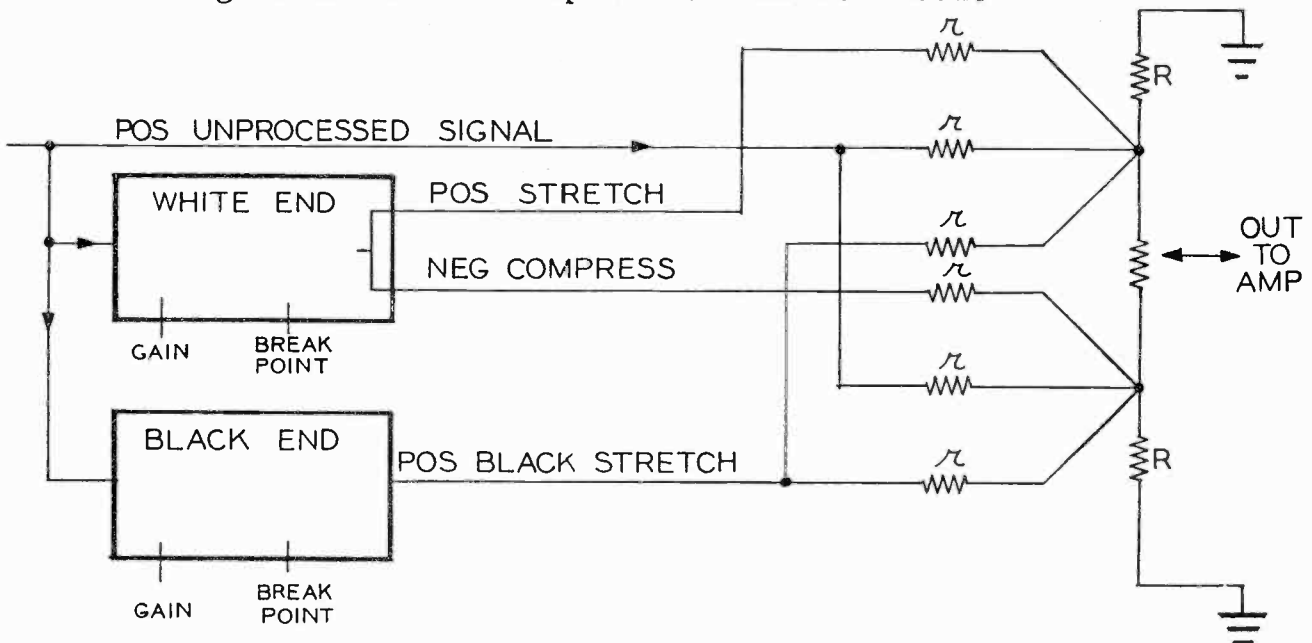 r
R
POS UNPROCESSED SIGNAL
r
WHITE END
POS STRETCH
r
OUT
TO
AMP
NEG COMPRESS
r
GAIN
BREAK
POINT
r
BLACK END
POS BLACK STRETCH
r
R
GAIN
BREAK
POINT